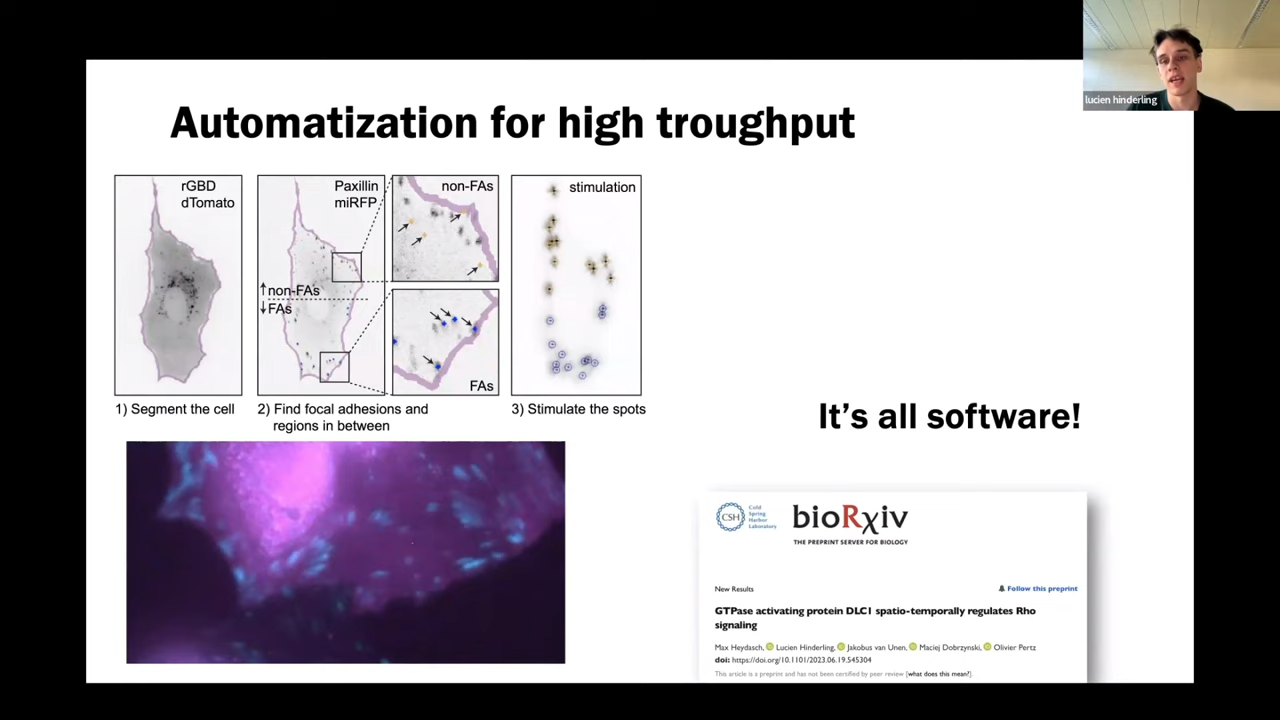 lucien hinderling
Automatization for high troughput
rGBD
dTomato
Paxillin
miRFP
↑non-FAs
↓FAs
non-FAs
FAs
stimulation
1) Segment the cell
2) Find focal adhesions and
regions in between
3) Stimulate the spots
It's all software!
CSH
Cold
Spring
Harbor
Laboratory
bioRxiv
THE PREPRINT SERVER FOR BIOLOGY
New Results
Follow this preprint
GTPase activating protein DLC1 spatio-temporally regulates Rho
signaling
Max Heydasch, Lucien Hinderling, Jakobus van Unen, Maciej Dobrzynski, Olivier Pertz
doi: https://doi.org/10.1101/2023.06.19.545304
This article is a preprint and has not been certified by peer review [what does this mean?].